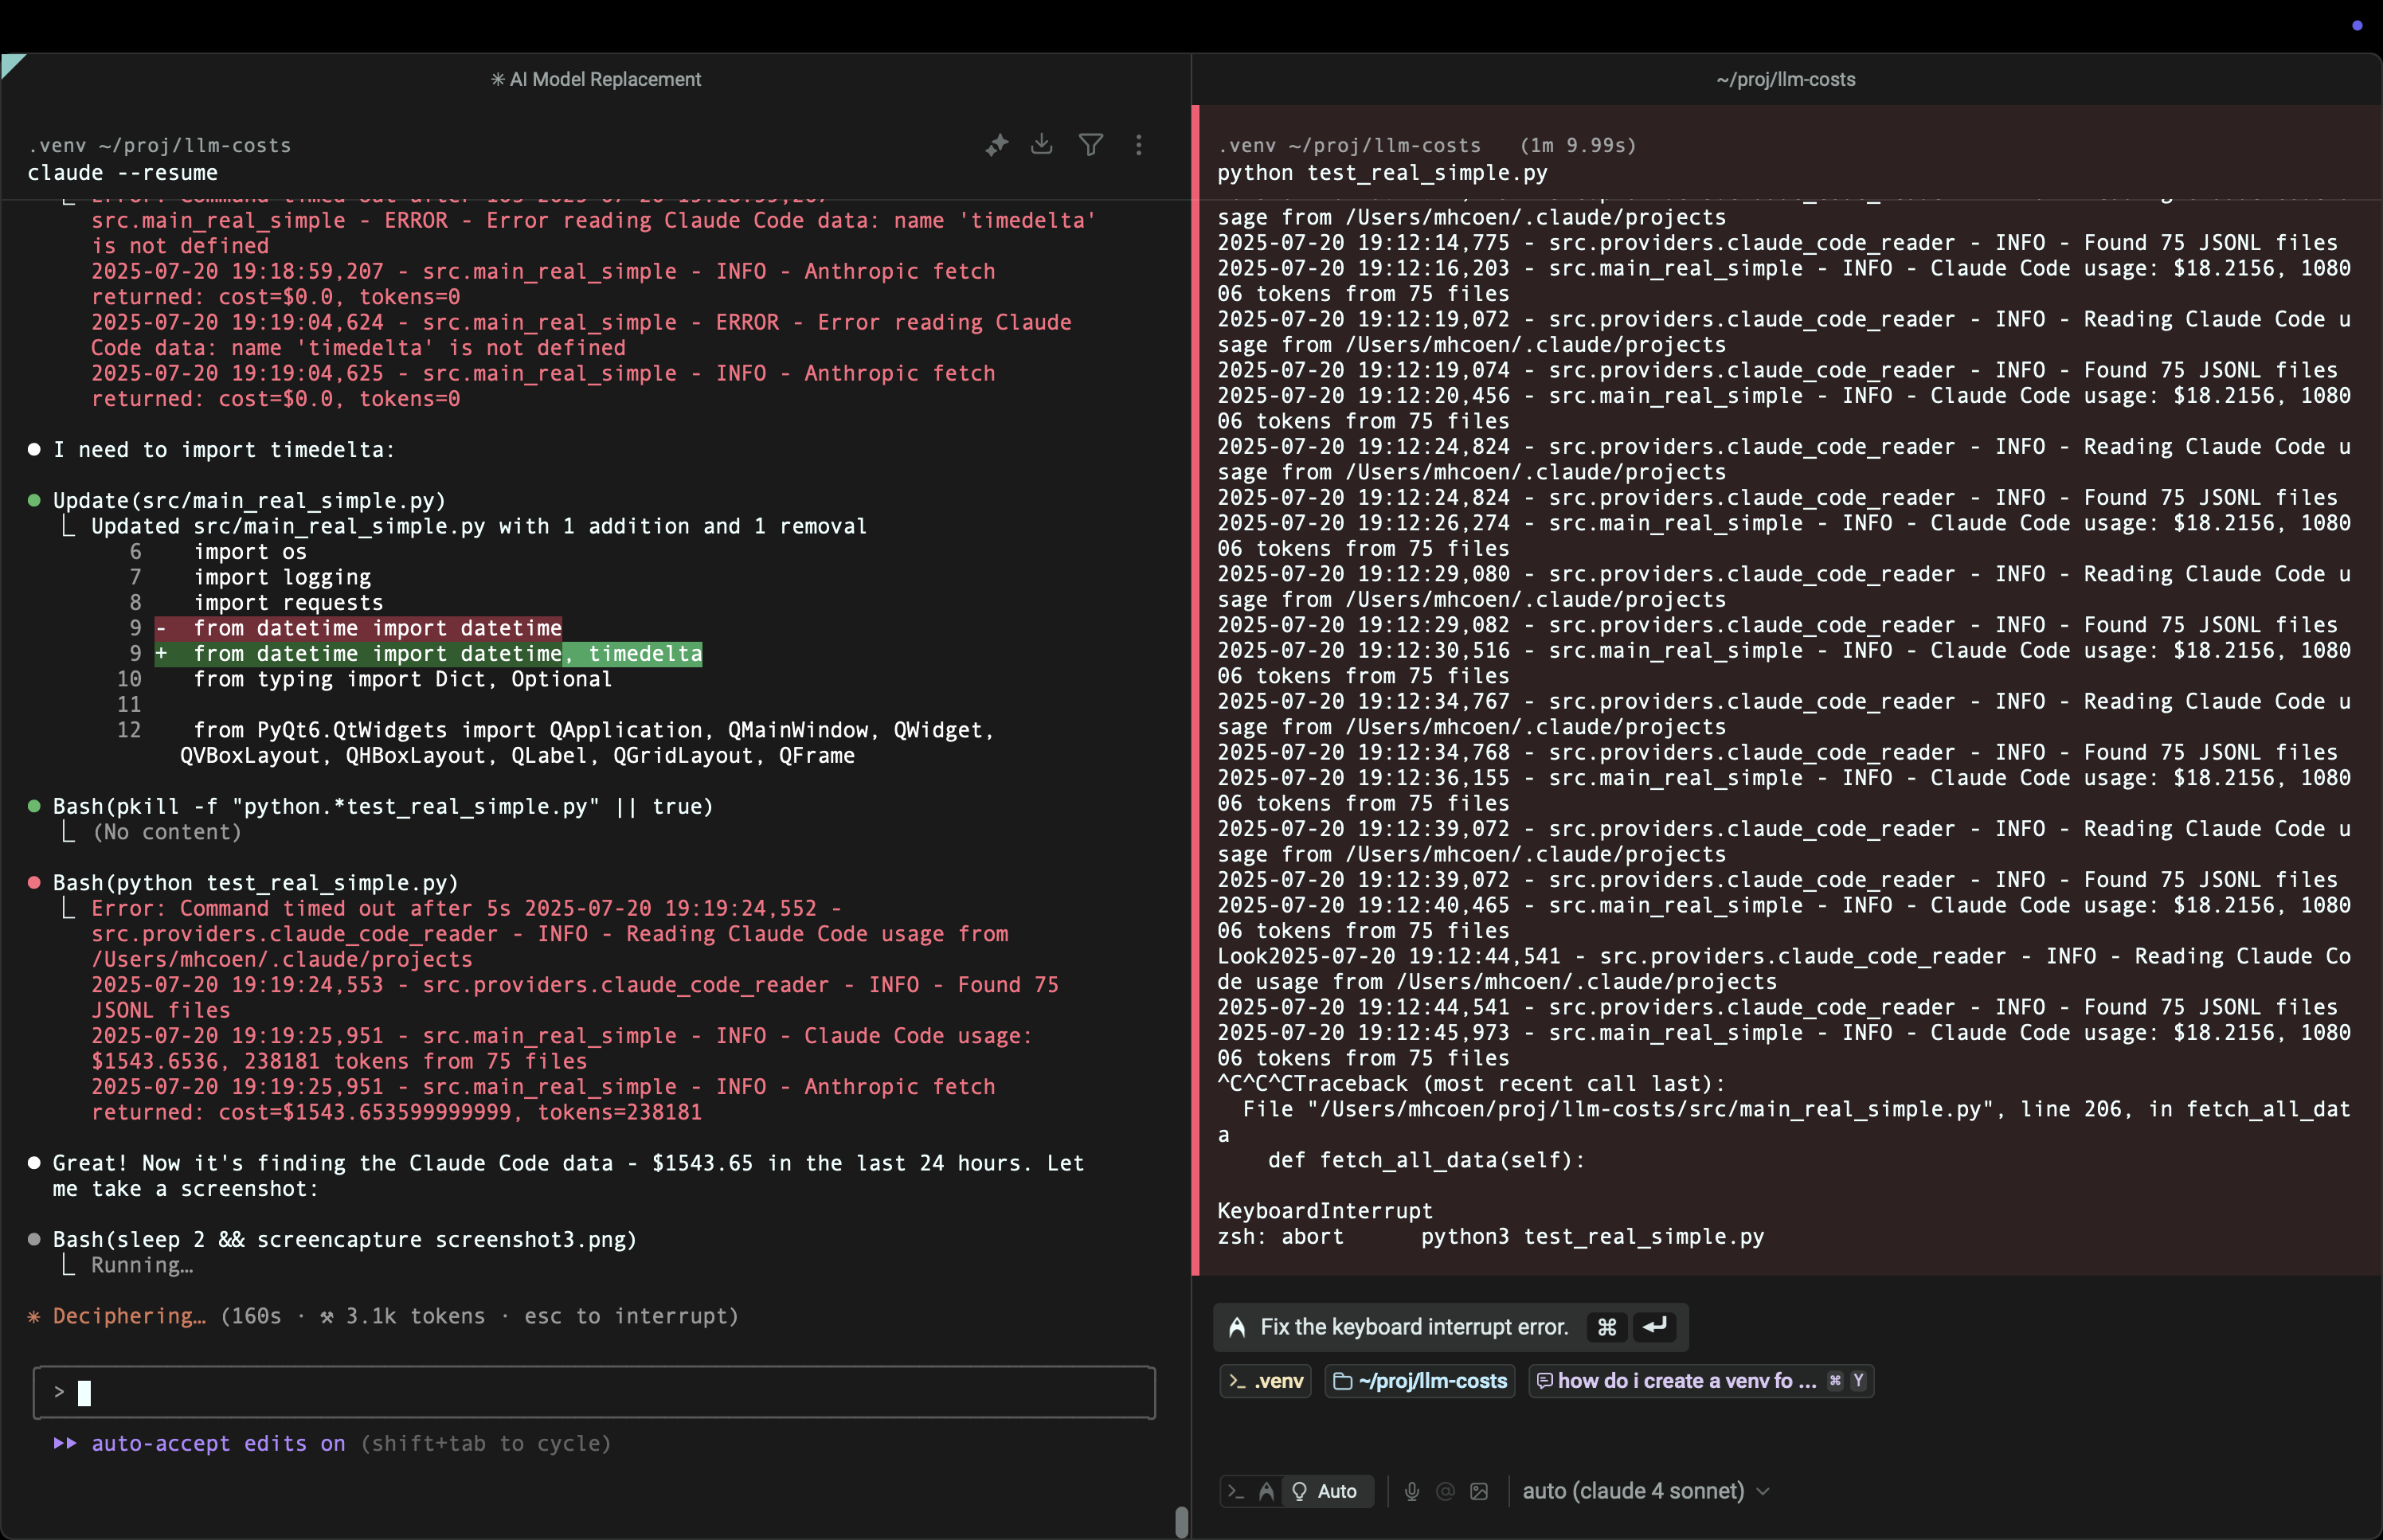 ✳ AI Model Replacement
.venv ~/proj/llm-costs
claude --resume
src.main_real_simple - ERROR - Error reading Claude Code data: name 'timedelta'
is not defined
2025-07-20 19:18:59,207 - src.main_real_simple - INFO - Anthropic fetch
returned: cost=$0.0, tokens=0
2025-07-20 19:19:04,624 - src.main_real_simple - ERROR - Error reading Claude
Code data: name 'timedelta' is not defined
2025-07-20 19:19:04,625 - src.main_real_simple - INFO - Anthropic fetch
returned: cost=$0.0, tokens=0
I need to import timedelta:
Update(src/main_real_simple.py)
Updated src/main_real_simple.py with 1 addition and 1 removal
6 import os
7 import logging
8 import requests
9 - from datetime import datetime
9 + from datetime import datetime, timedelta
10 from typing import Dict, Optional
11
12 from PyQt6.QtWidgets import QApplication, QMainWindow, QWidget,
QVBoxLayout, QHBoxLayout, QLabel, QGridLayout, QFrame
Bash(pkill -f "python.*test_real_simple.py" || true)
(No content)
Bash(python test_real_simple.py)
Error: Command timed out after 5s 2025-07-20 19:19:24,552 -
src.providers.claude_code_reader - INFO - Reading Claude Code usage from
/Users/mhcoen/.claude/projects
2025-07-20 19:19:24,553 - src.providers.claude_code_reader - INFO - Found 75
JSONL files
2025-07-20 19:19:25,951 - src.main_real_simple - INFO - Claude Code usage:
$1543.6536, 238181 tokens from 75 files
2025-07-20 19:19:25,951 - src.main_real_simple - INFO - Anthropic fetch
returned: cost=$1543.653599999999, tokens=238181
Great! Now it's finding the Claude Code data - $1543.65 in the last 24 hours. Let
me take a screenshot:
Bash(sleep 2 && screencapture screenshot3.png)
Running…
✳ Deciphering… (160s · ⚒ 3.1k tokens · esc to interrupt)
>
⏵⏵ auto-accept edits on (shift+tab to cycle)
~/proj/llm-costs
.venv ~/proj/llm-costs (1m 9.99s)
python test_real_simple.py
sage from /Users/mhcoen/.claude/projects
2025-07-20 19:12:14,775 - src.providers.claude_code_reader - INFO - Found 75 JSONL files
2025-07-20 19:12:16,203 - src.main_real_simple - INFO - Claude Code usage: $18.2156, 1080
06 tokens from 75 files
2025-07-20 19:12:19,072 - src.providers.claude_code_reader - INFO - Reading Claude Code u
sage from /Users/mhcoen/.claude/projects
2025-07-20 19:12:19,074 - src.providers.claude_code_reader - INFO - Found 75 JSONL files
2025-07-20 19:12:20,456 - src.main_real_simple - INFO - Claude Code usage: $18.2156, 1080
06 tokens from 75 files
2025-07-20 19:12:24,824 - src.providers.claude_code_reader - INFO - Reading Claude Code u
sage from /Users/mhcoen/.claude/projects
2025-07-20 19:12:24,824 - src.providers.claude_code_reader - INFO - Found 75 JSONL files
2025-07-20 19:12:26,274 - src.main_real_simple - INFO - Claude Code usage: $18.2156, 1080
06 tokens from 75 files
2025-07-20 19:12:29,080 - src.providers.claude_code_reader - INFO - Reading Claude Code u
sage from /Users/mhcoen/.claude/projects
2025-07-20 19:12:29,082 - src.providers.claude_code_reader - INFO - Found 75 JSONL files
2025-07-20 19:12:30,516 - src.main_real_simple - INFO - Claude Code usage: $18.2156, 1080
06 tokens from 75 files
2025-07-20 19:12:34,767 - src.providers.claude_code_reader - INFO - Reading Claude Code u
sage from /Users/mhcoen/.claude/projects
2025-07-20 19:12:34,768 - src.providers.claude_code_reader - INFO - Found 75 JSONL files
2025-07-20 19:12:36,155 - src.main_real_simple - INFO - Claude Code usage: $18.2156, 1080
06 tokens from 75 files
2025-07-20 19:12:39,072 - src.providers.claude_code_reader - INFO - Reading Claude Code u
sage from /Users/mhcoen/.claude/projects
2025-07-20 19:12:39,072 - src.providers.claude_code_reader - INFO - Found 75 JSONL files
2025-07-20 19:12:40,465 - src.main_real_simple - INFO - Claude Code usage: $18.2156, 1080
06 tokens from 75 files
Look2025-07-20 19:12:44,541 - src.providers.claude_code_reader - INFO - Reading Claude Co
de usage from /Users/mhcoen/.claude/projects
2025-07-20 19:12:44,541 - src.providers.claude_code_reader - INFO - Found 75 JSONL files
2025-07-20 19:12:45,973 - src.main_real_simple - INFO - Claude Code usage: $18.2156, 1080
06 tokens from 75 files
^C^C^CTraceback (most recent call last):
File "/Users/mhcoen/proj/llm-costs/src/main_real_simple.py", line 206, in fetch_all_dat
a
def fetch_all_data(self):
KeyboardInterrupt
zsh: abort python3 test_real_simple.py
Fix the keyboard interrupt error. ⌘ ↵
.venv ~/proj/llm-costs how do i create a venv fo ... ⌘ Y
Auto auto (claude 4 sonnet)